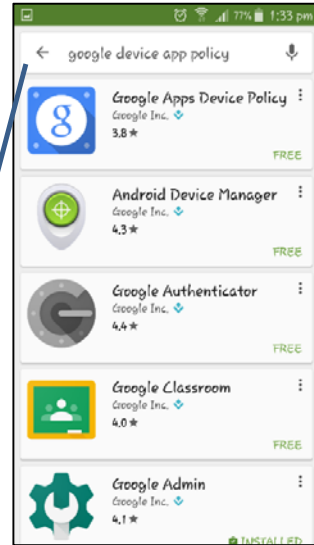 77% 1:33 pm
google device app policy
Google Apps Device Policy
Google Inc.
3.8★
FREE
Android Device Manager
Google Inc.
4.3★
FREE
Google Authenticator
Google Inc.
4.4★
FREE
Google Classroom
Google Inc.
4.0★
FREE
Google Admin
Google Inc.
4.1★
INSTALLED